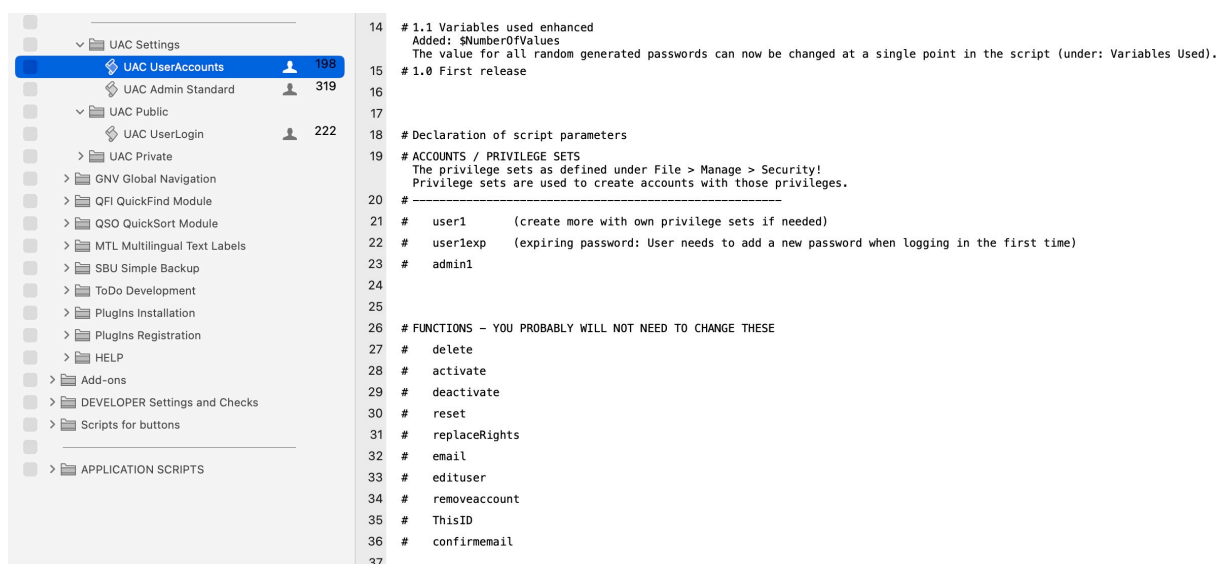 UAC Settings
UAC UserAccounts 198
UAC Admin Standard 319
UAC Public
UAC UserLogin 222
UAC Private
GNV Global Navigation
QFI QuickFind Module
QSO QuickSort Module
MTL Multilingual Text Labels
SBU Simple Backup
ToDo Development
PlugIns Installation
PlugIns Registration
HELP
Add-ons
DEVELOPER Settings and Checks
Scripts for buttons
APPLICATION SCRIPTS
14 # 1.1 Variables used enhanced
Added: $NumberOfValues
The value for all random generated passwords can now be changed at a single point in the script (under: Variables Used).
15 # 1.0 First release
16
17
18 # Declaration of script parameters
19 # ACCOUNTS / PRIVILEGE SETS
The privilege sets as defined under File > Manage > Security!
Privilege sets are used to create accounts with those privileges.
20 # -------------------------------------------------------
21 # user1 (create more with own privilege sets if needed)
22 # user1exp (expiring password: User needs to add a new password when logging in the first time)
23 # admin1
24
25
26 # FUNCTIONS – YOU PROBABLY WILL NOT NEED TO CHANGE THESE
27 # delete
28 # activate
29 # deactivate
30 # reset
31 # replaceRights
32 # email
33 # edituser
34 # removeaccount
35 # ThisID
36 # confirmemail
37